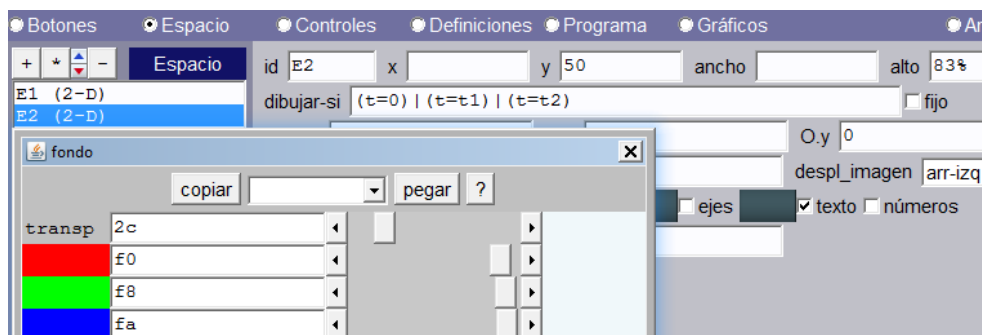 Botones Espacio Controles Definiciones Programa Gráficos
+ * - Espacio id E2 x y 50 ancho alto 83%
E1 (2-D) dibujar-si (t=0)|(t=t1)|(t=t2) fijo
E2 (2-D)
fondo O.y 0
copiar pegar ? despl_imagen arr-izq
transp 2c ejes texto números
f0
f8
fa